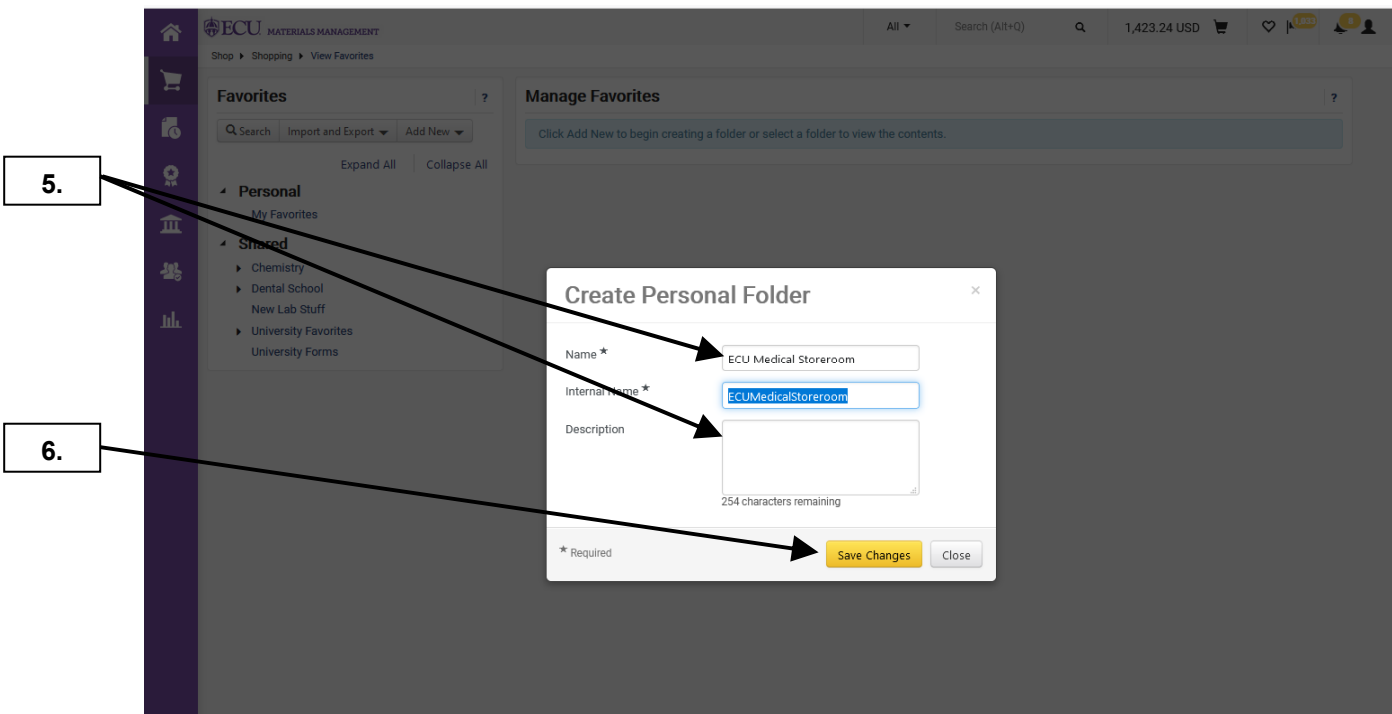 ECU MATERIALS MANAGEMENT
All
Search (Alt+Q)
1,423.24 USD
Shop Shopping View Favorites
Favorites ?
Search Import and Export Add New
Expand All Collapse All
Personal
My Favorites
Shared
Chemistry
Dental School
New Lab Stuff
University Favorites
University Forms
Manage Favorites ?
Click Add New to begin creating a folder or select a folder to view the contents.
5.
6.
Create Personal Folder ×
Name ★ ECU Medical Storeroom
Internal Name ★ ECUMedicalStoreroom
Description
254 characters remaining
★ Required
Save Changes Close